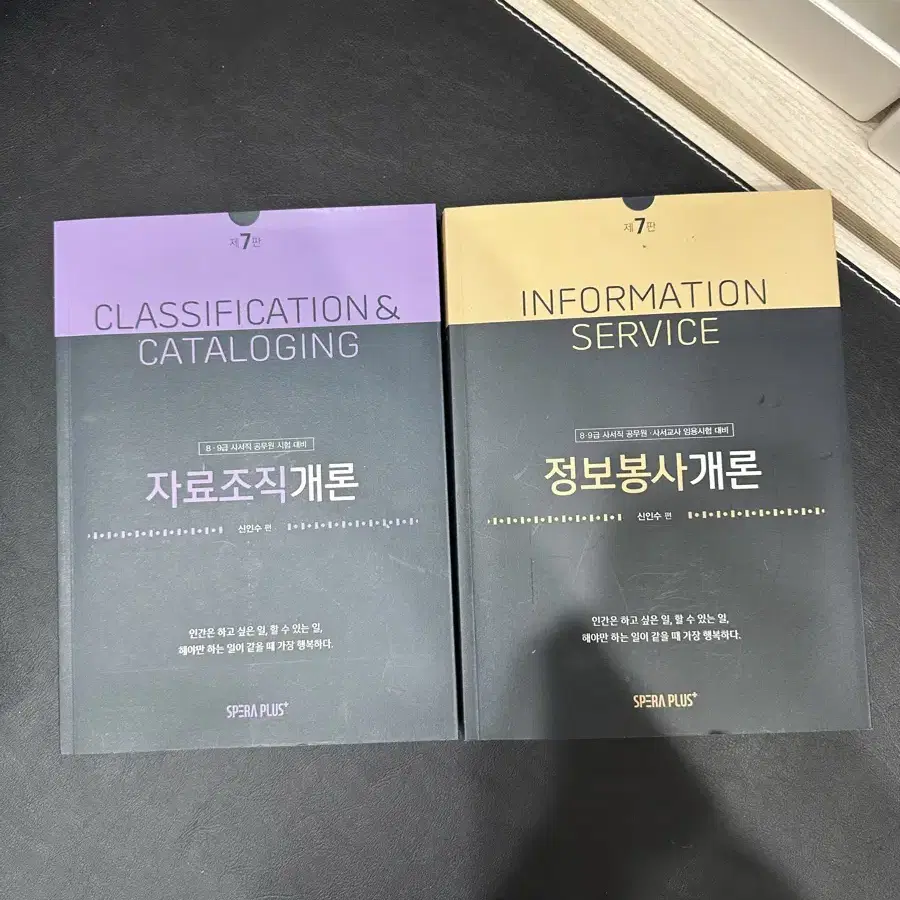 제7판
CLASSIFICATION &
CATALOGING
8·9급 사서직 공무원 시험 대비
자료조직개론
신인수 편
인간은 하고 싶은 일, 할 수 있는 일,
해야만 하는 일이 같을 때 가장 행복하다.
SPERA PLUS+
제7판
INFORMATION
SERVICE
8·9급 사서직 공무원·사서교사 임용시험 대비
정보봉사개론
신인수 편
인간은 하고 싶은 일, 할 수 있는 일,
해야만 하는 일이 같을 때 가장 행복하다.
SPERA PLUS+